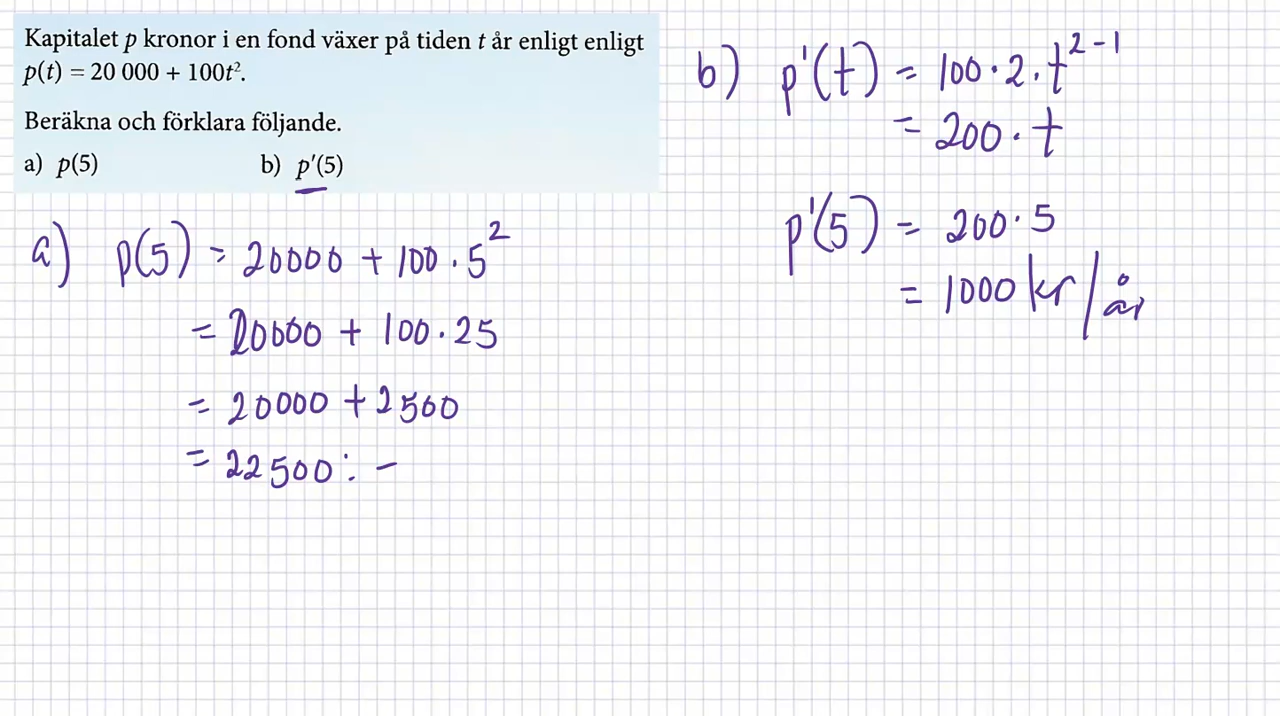 Kapitalet p kronor i en fond växer på tiden t år enligt enligt
p(t) = 20 000 + 100t².
Beräkna och förklara följande.
a) p(5) b) p'(5)
a) p(5) = 20000 + 100 · 5²
= 20000 + 100 · 25
= 20000 + 2500
= 22500 : -
b) p'(t) = 100 · 2 · t²⁻¹
= 200 · t
p'(5) = 200 · 5
= 1000 kr/år